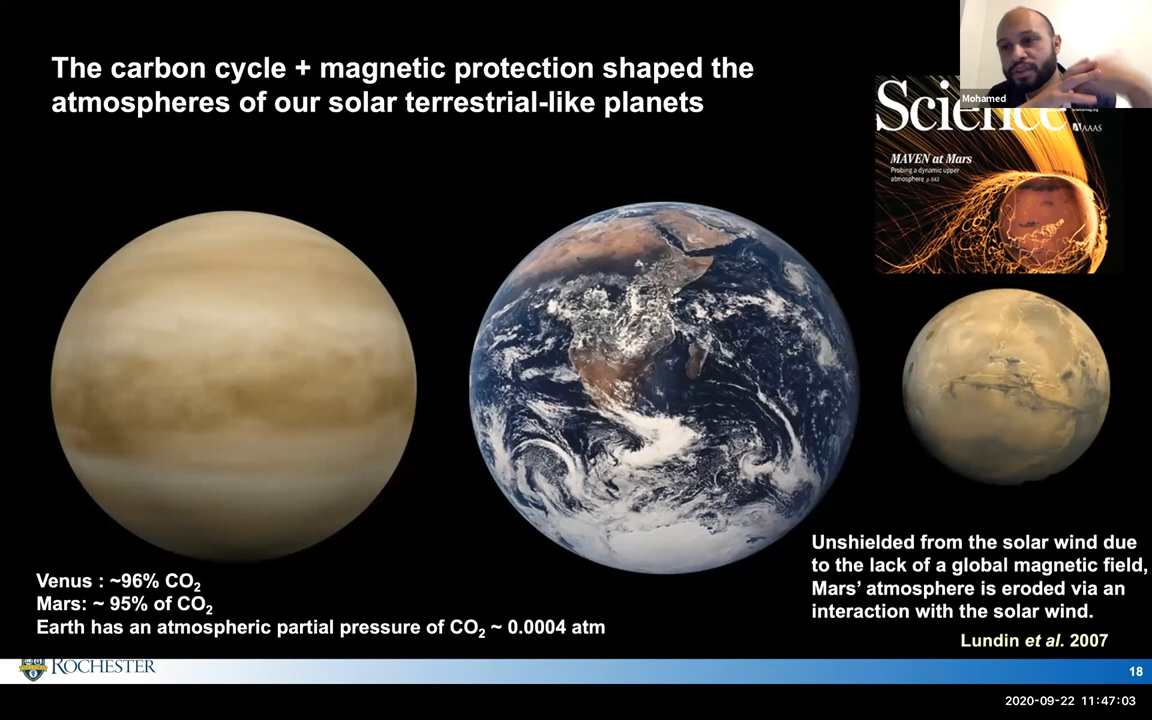 The carbon cycle + magnetic protection shaped the
atmospheres of our solar terrestrial-like planets
Mohamed
Science
AAAS
MAVEN at Mars
Probing a dynamic upper
atmosphere p. 642
Unshielded from the solar wind due
to the lack of a global magnetic field,
Mars’ atmosphere is eroded via an
interaction with the solar wind.
Lundin et al. 2007
Venus : ~96% CO₂
Mars: ~ 95% of CO₂
Earth has an atmospheric partial pressure of CO₂ ~ 0.0004 atm
ROCHESTER
18
2020-09-22 11:47:03